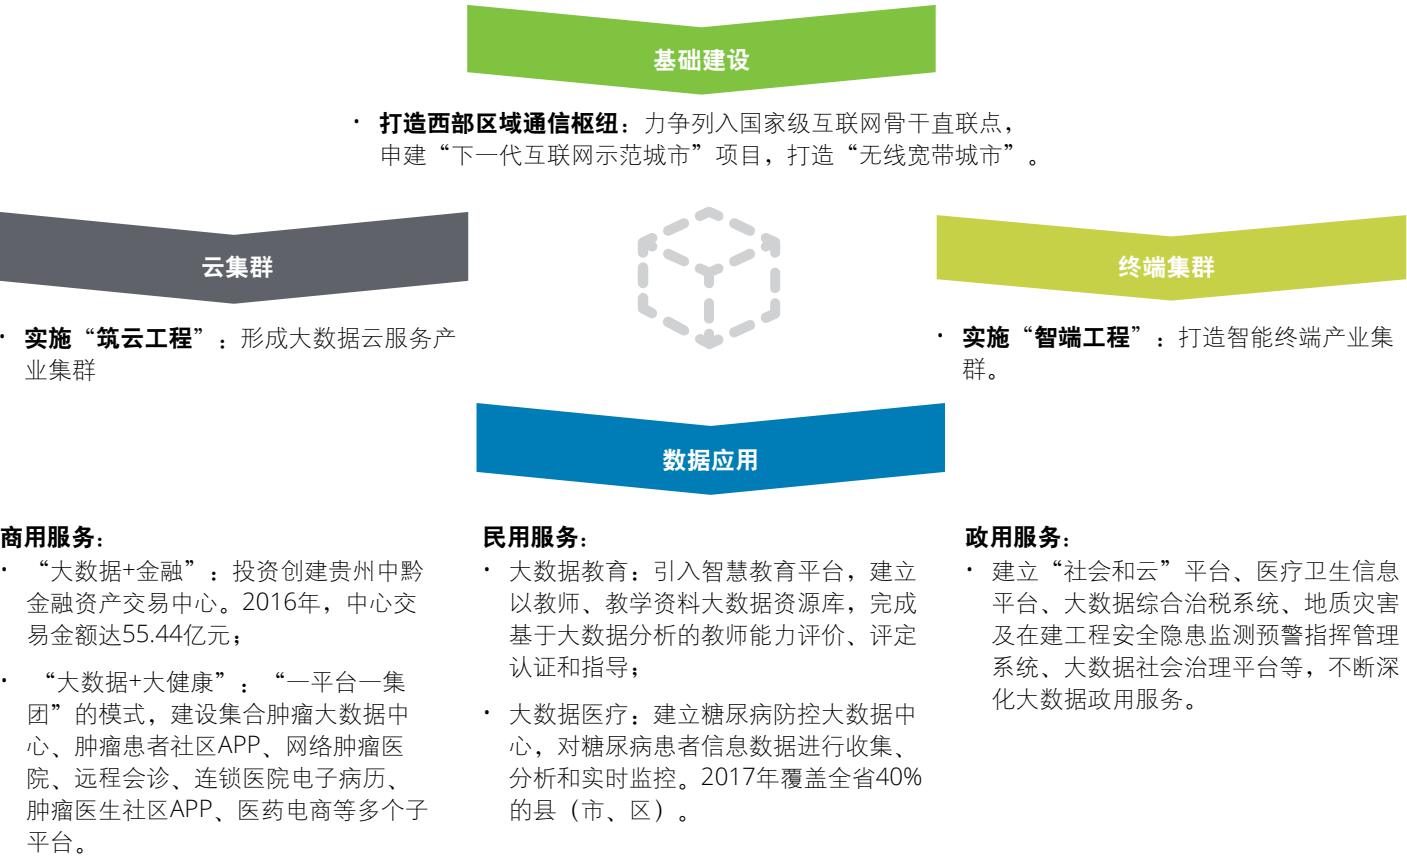 基础建设
· 打造西部区域通信枢纽：力争列入国家级互联网骨干直联点，
申建“下一代互联网示范城市”项目，打造“无线宽带城市”。
云集群
· 实施“筑云工程”：形成大数据云服务产
业集群
终端集群
· 实施“智端工程”：打造智能终端产业集
群。
数据应用
商用服务：
· “大数据+金融”：投资创建贵州中黔
金融资产交易中心。2016年，中心交
易金额达55.44亿元；
· “大数据+大健康”：“一平台一集
团”的模式，建设集合肿瘤大数据中
心、肿瘤患者社区APP、网络肿瘤医
院、远程会诊、连锁医院电子病历、
肿瘤医生社区APP、医药电商等多个子
平台。
民用服务：
· 大数据教育：引入智慧教育平台，建立
以教师、教学资料大数据资源库，完成
基于大数据分析的教师能力评价、评定
认证和指导；
· 大数据医疗：建立糖尿病防控大数据中
心，对糖尿病患者信息数据进行收集、
分析和实时监控。2017年覆盖全省40%
的县（市、区）。
政用服务：
· 建立“社会和云”平台、医疗卫生信息
平台、大数据综合治税系统、地质灾害
及在建工程安全隐患监测预警指挥管理
系统、大数据社会治理平台等，不断深
化大数据政用服务。